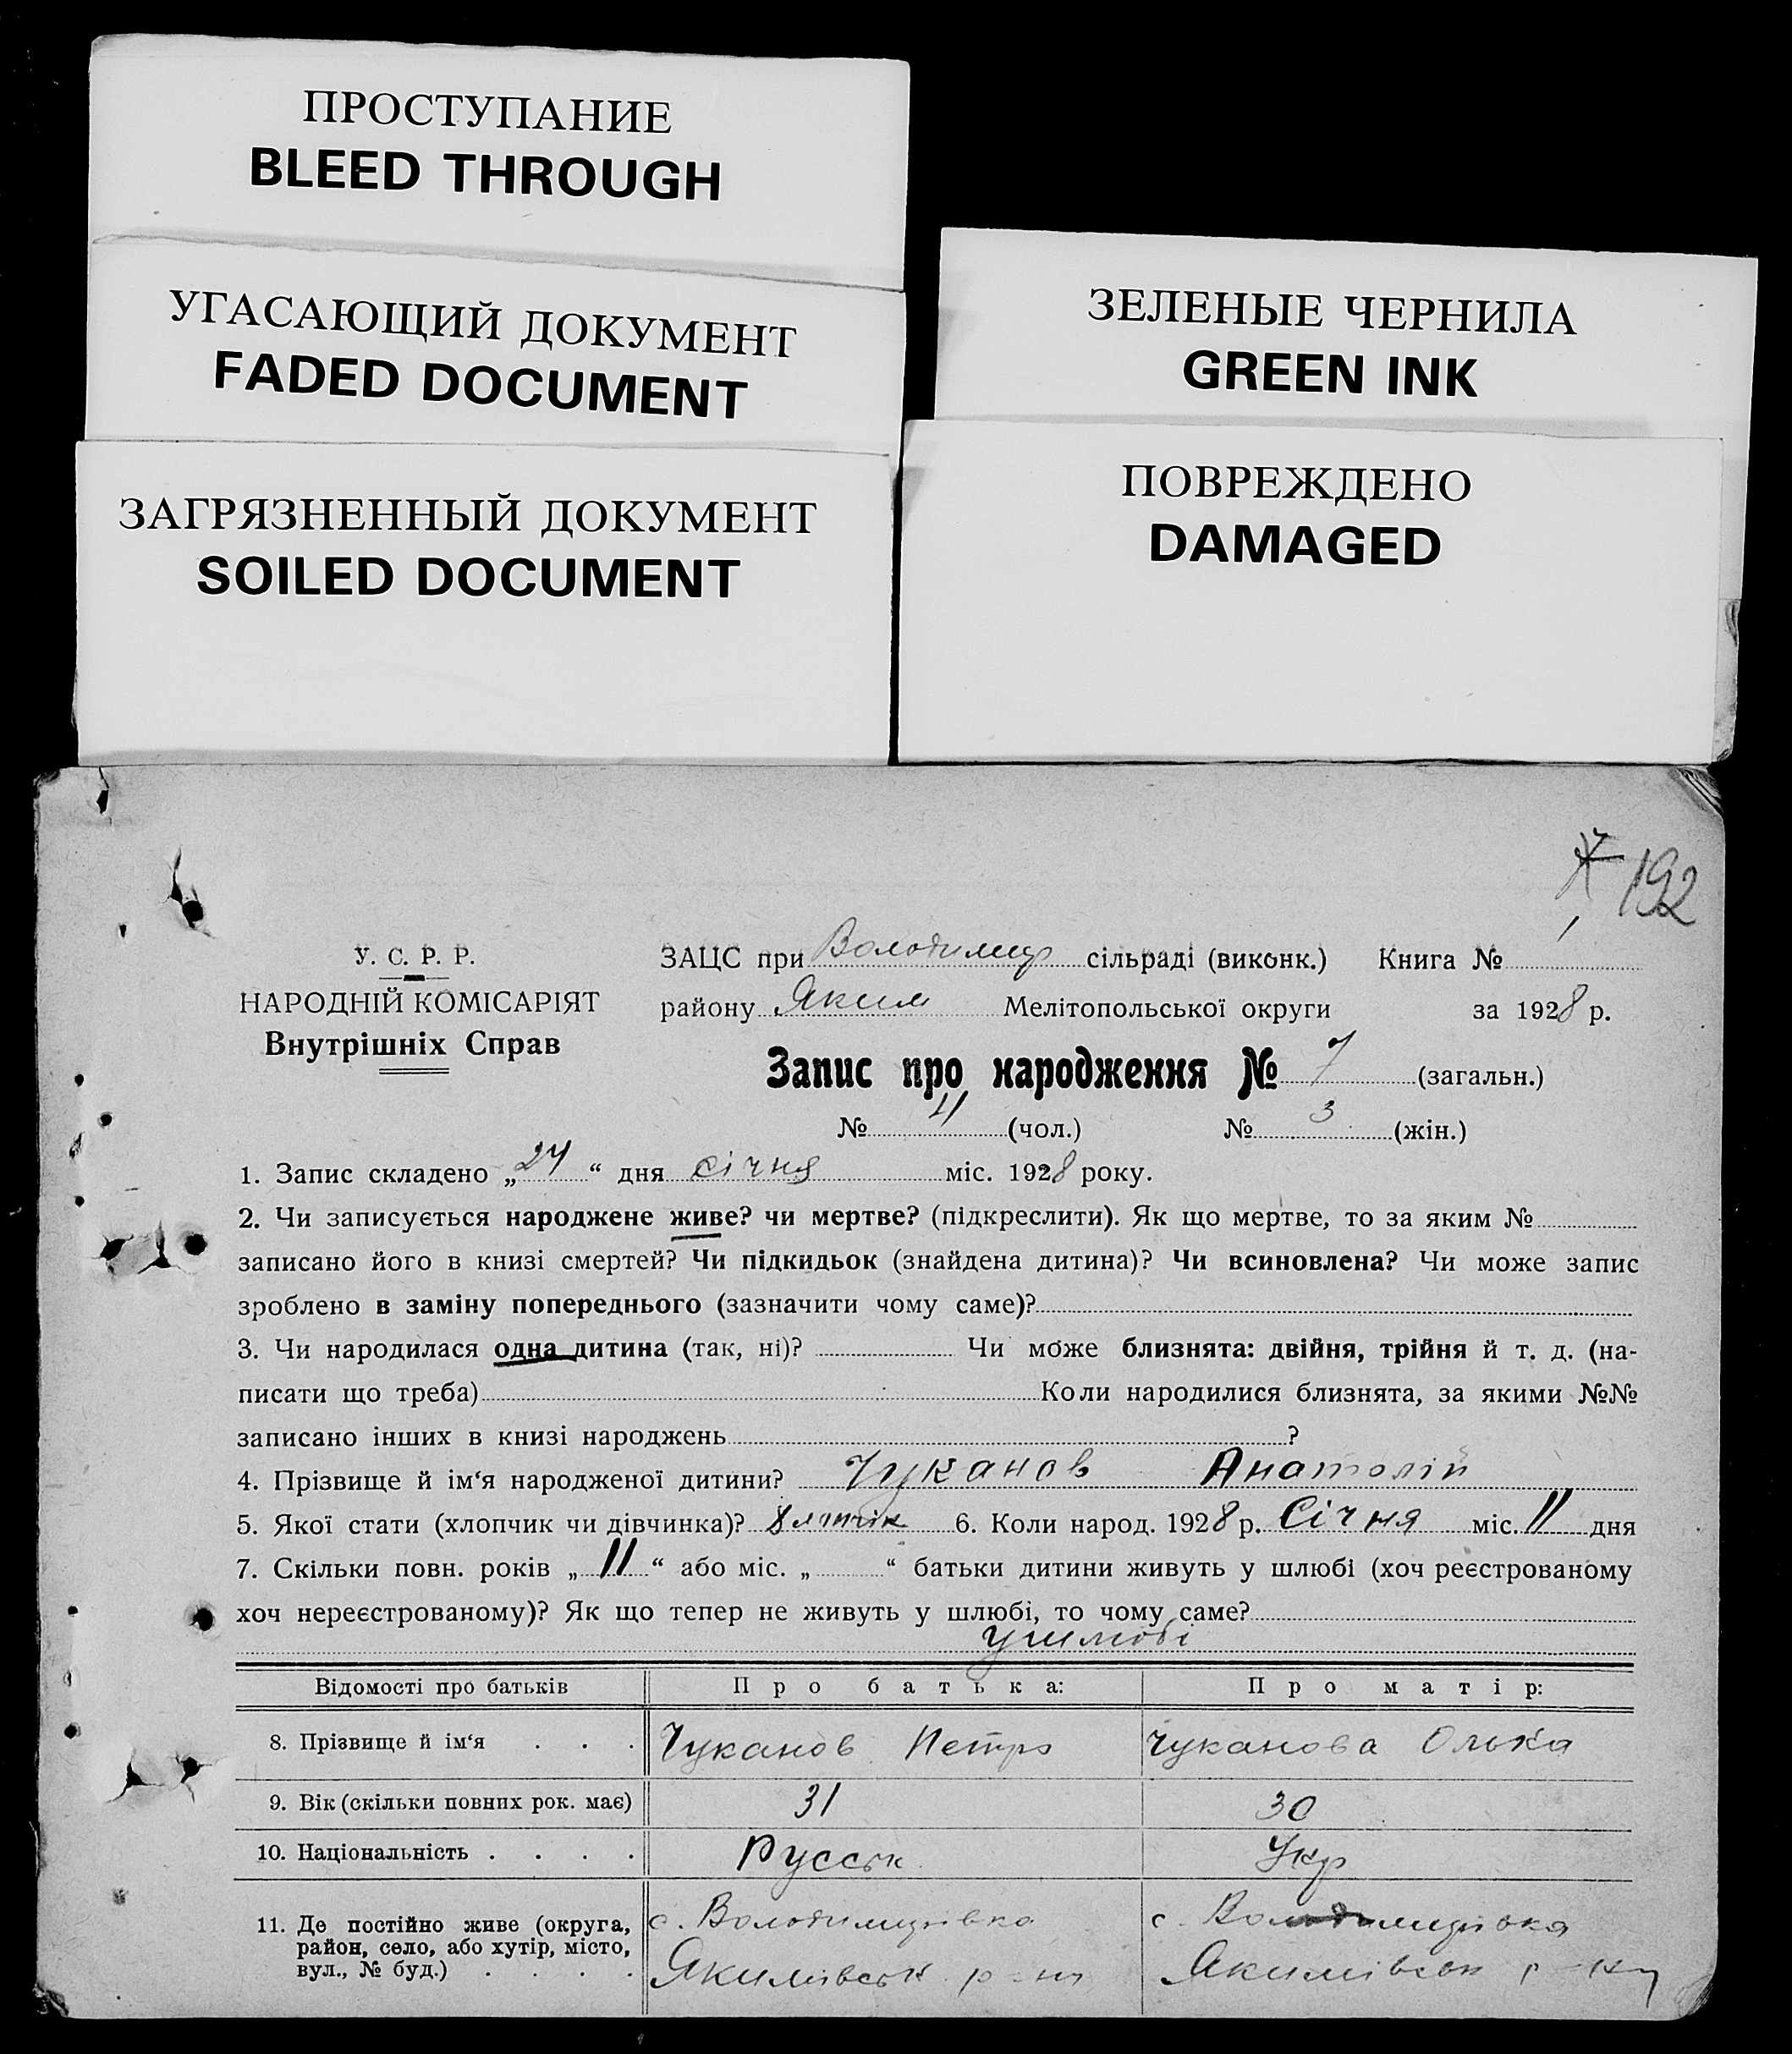 ПРОСТУПАНИЕ
BLEED THROUGH
УГАСАЮЩИЙ ДОКУМЕНТ
FADED DOCUMENT
ЗАГРЯЗНЕННЫЙ ДОКУМЕНТ
SOILED DOCUMENT
ЗЕЛЕНЫЕ ЧЕРНИЛА
GREEN INK
ПОВРЕЖДЕНО
DAMAGED
192
У. С. Р. Р.
НАРОДНІЙ КОМІСАРІЯТ
Внутрішніх Справ
ЗАЦС при Володимир сільраді (виконк.) Книга №
району Яким Мелітопольської округи за 1928 р.
Запис про народження № 7 (загальн.)
№ 4 (чол.) № 3 (жін.)
1. Запис складено „24“ дня січня міс. 1928 року.
2. Чи записується народжене живе? чи мертве? (підкреслити). Як що мертве, то за яким №
записано його в книзі смертей? Чи підкидьок (знайдена дитина)? Чи всиновлена? Чи може запис
зроблено в заміну попереднього (зазначити чому саме)?
3. Чи народилася одна дитина (так, ні)? Чи може близнята: двійня, трійня й т. д. (на-
писати що треба) Коли народилися близнята, за якими №№
записано інших в книзі народжень ?
4. Прізвище й ім‘я народженої дитини? Чуканов Анатолій
5. Якої стати (хлопчик чи дівчинка)? 6. Коли народ. 1928 р. Січня міс. 11 дня
7. Скільки повн. років „11“ або міс. „ “ батьки дитини живуть у шлюбі (хоч реєстрованому
хоч нереєстрованому)? Як що тепер не живуть у шлюбі, то чому саме?
у шлюбі
Відомості про батьків Про батька: Про матір:
8. Прізвище й ім‘я . . . Чуканов Петро Чуканова Ольга
9. Вік (скільки повних рок. має) 31 30
10. Національність . . . . Русськ Укр
11. Де постійно живе (округа, с. Володимирівка с. Володимирівка
район, село, або хутір, місто,
вул., № буд.) . . . . Якимівськ р-ну Якимівськ р-ну